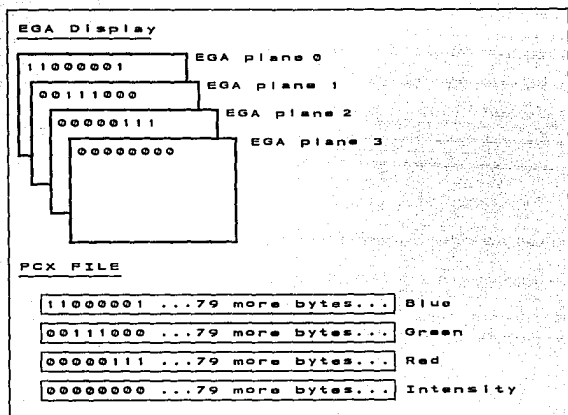 EGA Display
EGA plane 0
11000001
EGA plane 1
00111000
EGA plane 2
00000111
EGA plane 3
00000000
PCX FILE
11000001 ...79 more bytes... Blue
00111000 ...79 more bytes... Green
00000111 ...79 more bytes... Red
00000000 ...79 more bytes... Intensity